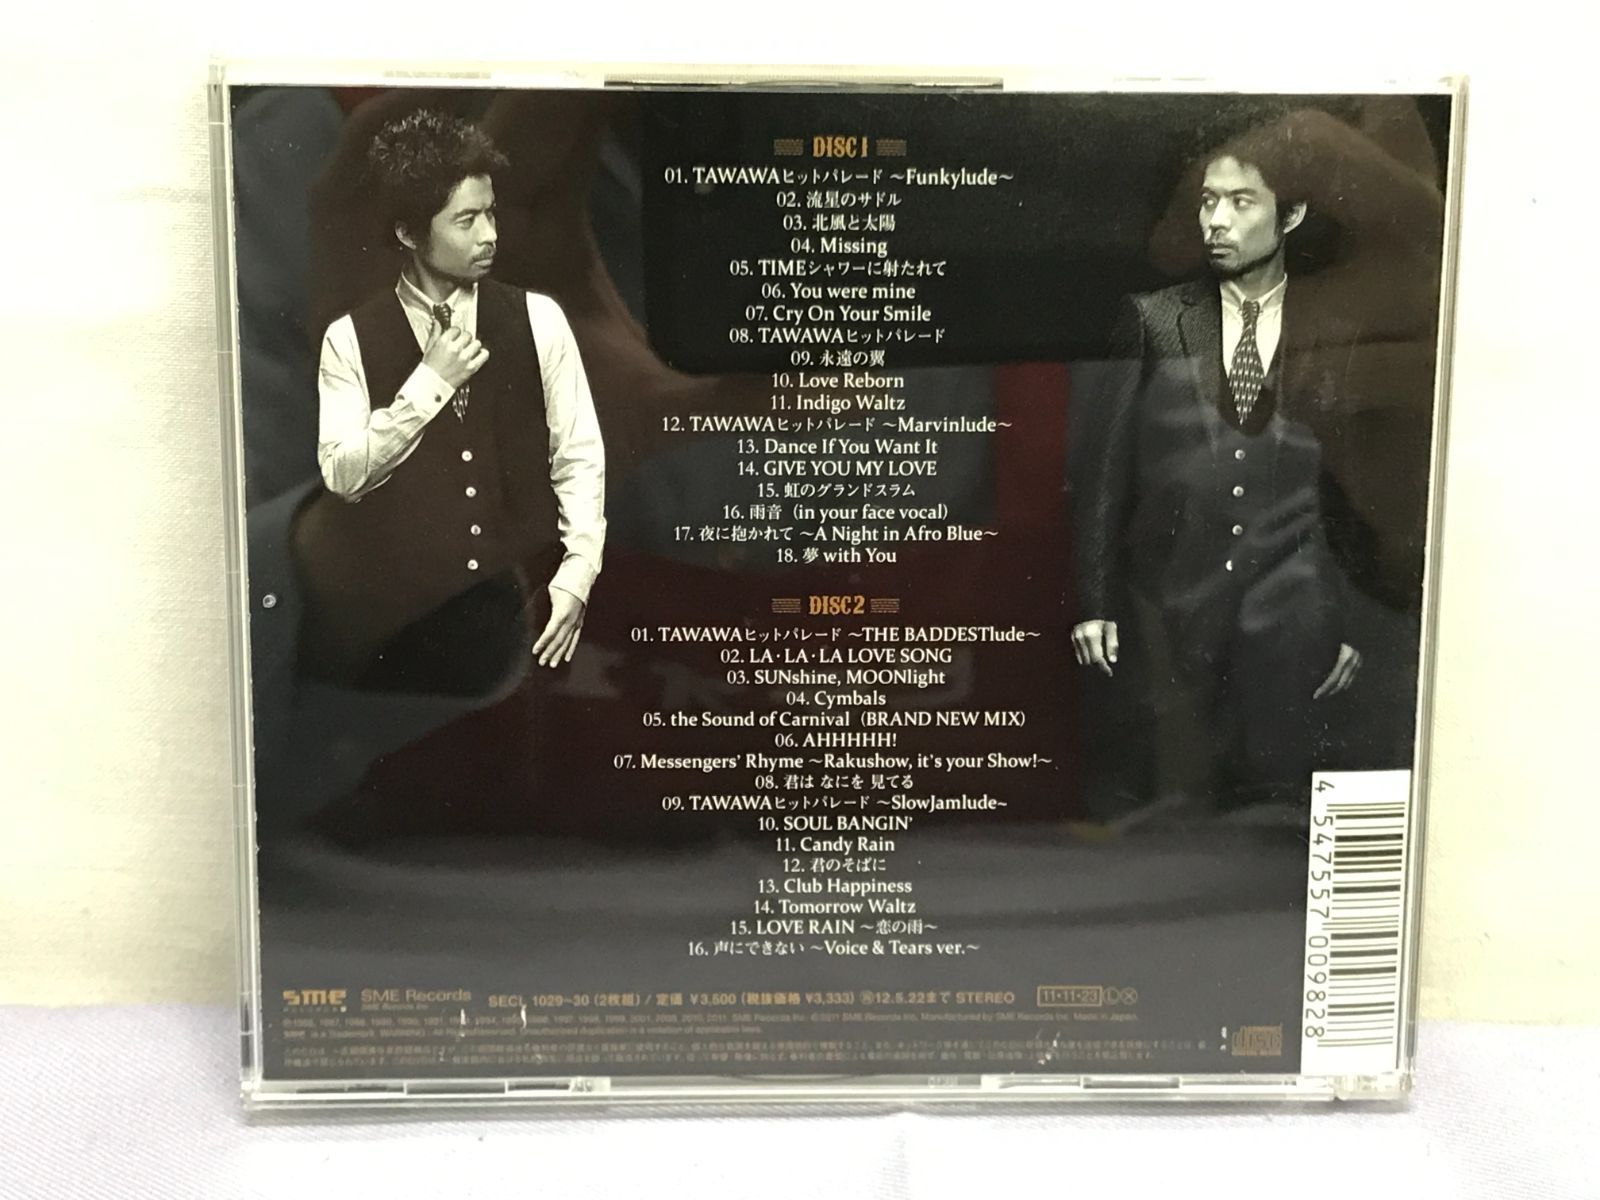 DISC 1
01. TAWAWAヒットパレード ～Funkylude～
02. 流星のサドル
03. 北風と太陽
04. Missing
05. TIMEシャワーに射たれて
06. You were mine
07. Cry On Your Smile
08. TAWAWAヒットパレード
09. 永遠の翼
10. Love Reborn
11. Indigo Waltz
12. TAWAWAヒットパレード ～Marvinlude～
13. Dance If You Want It
14. GIVE YOU MY LOVE
15. 虹のグランドスラム
16. 雨音 (in your face vocal)
17. 夜に抱かれて ～A Night in Afro Blue～
18. 夢 with You
DISC 2
01. TAWAWAヒットパレード ～THE BADDESTlude～
02. LA・LA・LA LOVE SONG
03. SUNshine, MOONlight
04. Cymbals
05. the Sound of Carnival (BRAND NEW MIX)
06. AHHHHH!
07. Messengers' Rhyme ～Rakushow, it's your Show!～
08. 君は なにを 見てる
09. TAWAWAヒットパレード ～SlowJamlude～
10. SOUL BANGIN'
11. Candy Rain
12. 君のそばに
13. Club Happiness
14. Tomorrow Waltz
15. LOVE RAIN ～恋の雨～
16. 声にできない ～Voice & Tears ver.～
sme RECORDS SME Records SME Records Inc. SECL 1029～30 (2枚組) / 定価 ¥3,500 (税抜価格 ¥3,333) Ⓡ12.5.22まで STEREO 11・11・23 Ⓛ Ⓧ
4 547557 009828